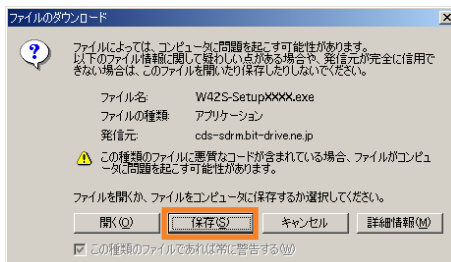 ファイルのダウンロード
ファイルによっては、コンピュータに問題を起こす可能性があります。
以下のファイル情報に関して疑わしい点がある場合や、発信元が完全に信用で
きない場合は、このファイルを開いたり保存したりしないでください。
ファイル名: W42S-SetupXXXX.exe
ファイルの種類: アプリケーション
発信元: cds-sdrm.bit-drive.ne.jp
この種類のファイルに悪質なコードが含まれている場合、ファイルがコンピュ
ータに問題を起こす可能性があります。
ファイルを開くか、ファイルをコンピュータに保存するか選択してください。
開く(O) 保存(S) キャンセル 詳細情報(M)
この種類のファイルであれば常に警告する(W)